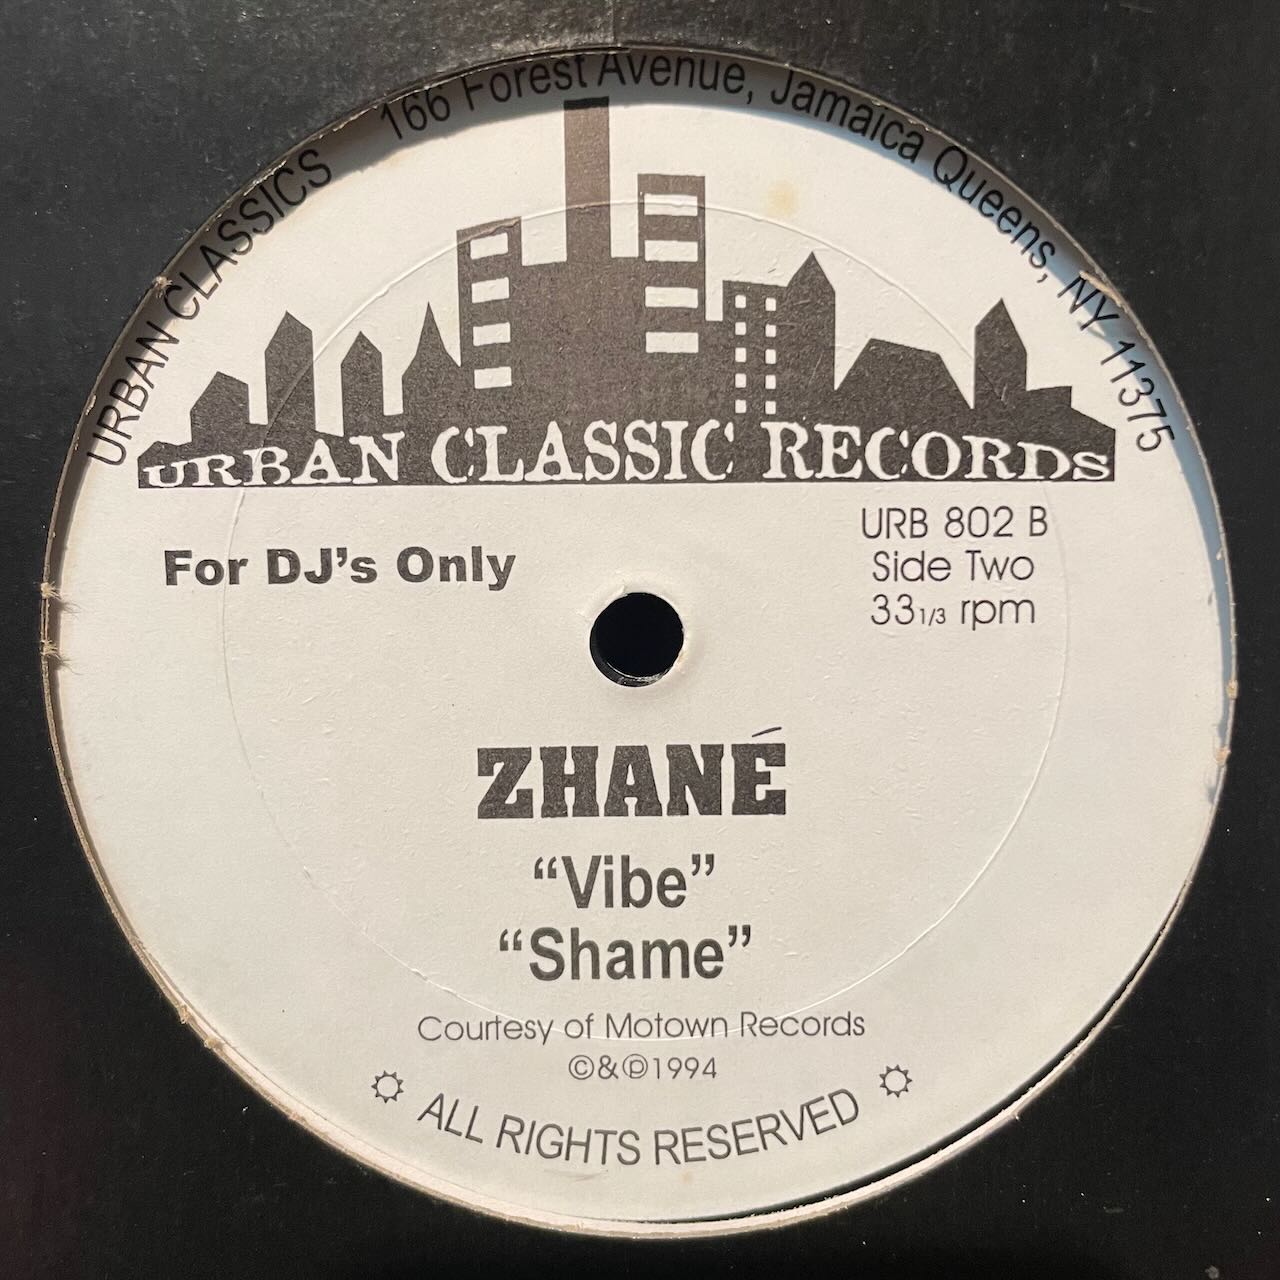 URBAN CLASSICS 166 Forest Avenue, Jamaica Queens, NY 11375
URBAN CLASSIC RECORDS
For DJ's Only
URB 802 B
Side Two
33 1/3 rpm
ZHANÉ
“Vibe”
“Shame”
Courtesy of Motown Records
©&℗1994
ALL RIGHTS RESERVED